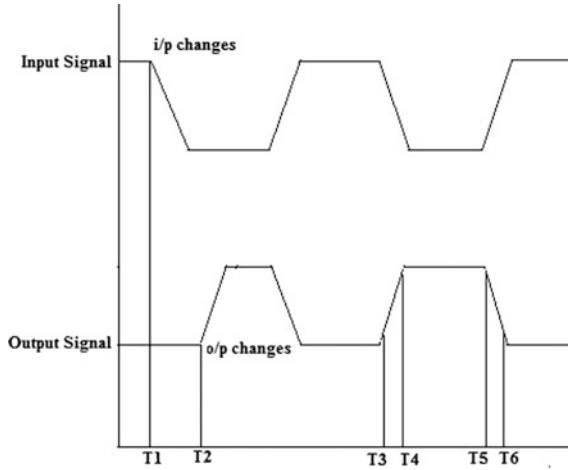 i/p changes
Input Signal
Output Signal
o/p changes
T1 T2 T3 T4 T5 T6